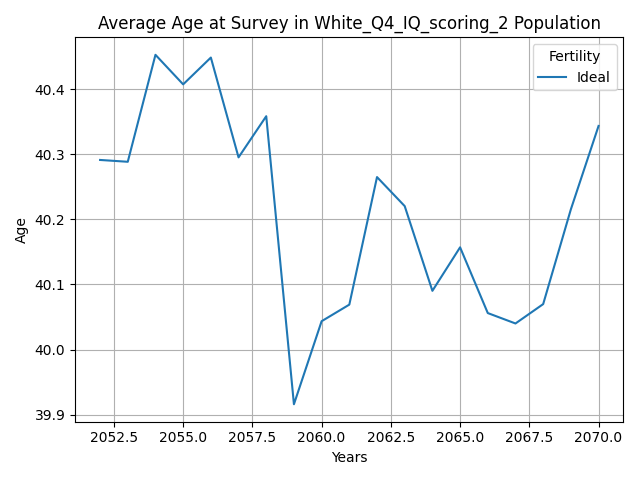 Average Age at Survey in White_Q4_IQ_scoring_2 Population
Fertility
Ideal
40.4
40.3
40.2
40.1
40.0
39.9
Age
2052.5 2055.0 2057.5 2060.0 2062.5 2065.0 2067.5 2070.0
Years